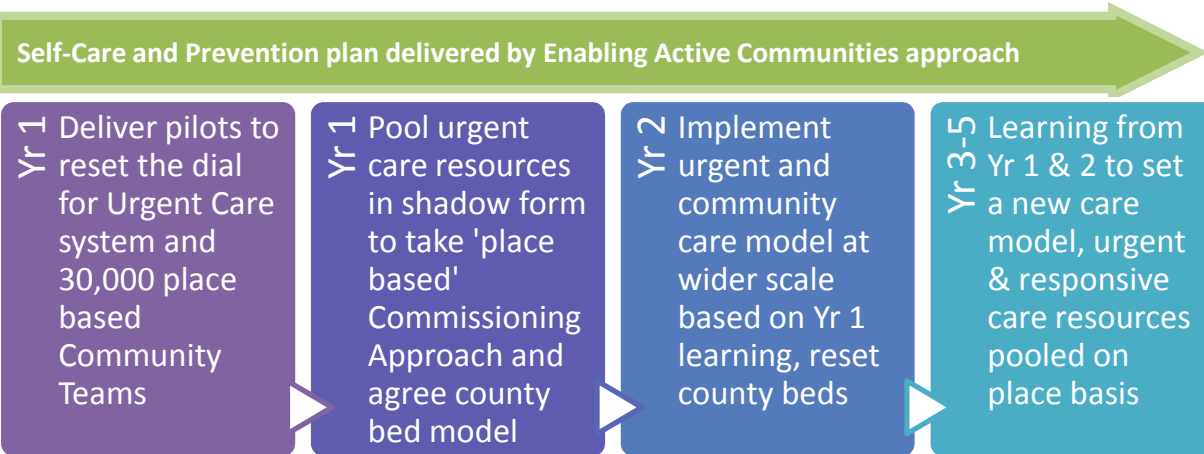 Self-Care and Prevention plan delivered by Enabling Active Communities approach
Yr 1
Deliver pilots to
reset the dial
for Urgent Care
system and
30,000 place
based
Community
Teams
Yr 1
Pool urgent
care resources
in shadow form
to take 'place
based'
Commissioning
Approach and
agree county
bed model
Yr 2
Implement
urgent and
community
care model at
wider scale
based on Yr 1
learning, reset
county beds
Yr 3-5
Learning from
Yr 1 & 2 to set
a new care
model, urgent
& responsive
care resources
pooled on
place basis